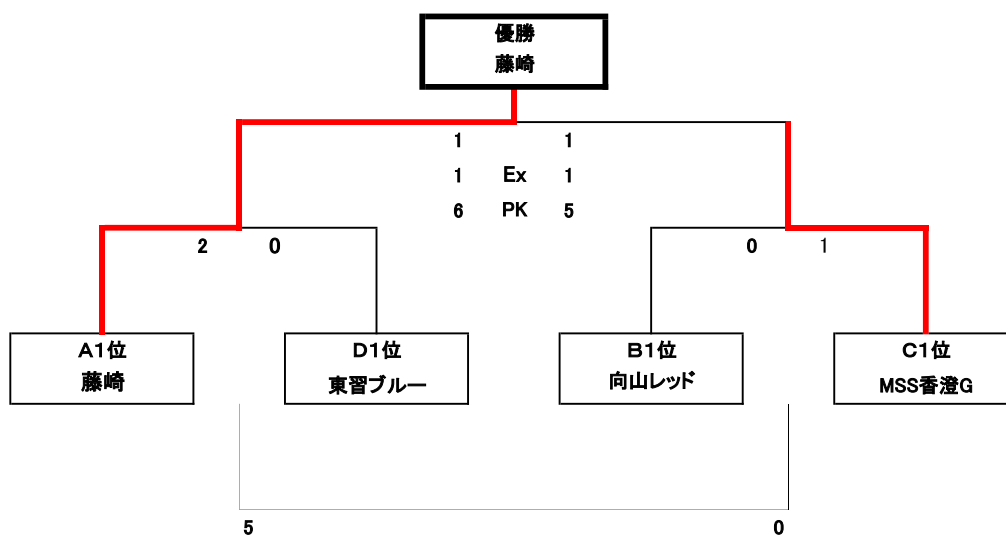 優勝
藤崎
1 1
1 Ex 1
6 PK 5
2 0 0 1
A1位 D1位 B1位 C1位
藤崎 東習ブルー 向山レッド MSS香澄G
5 0